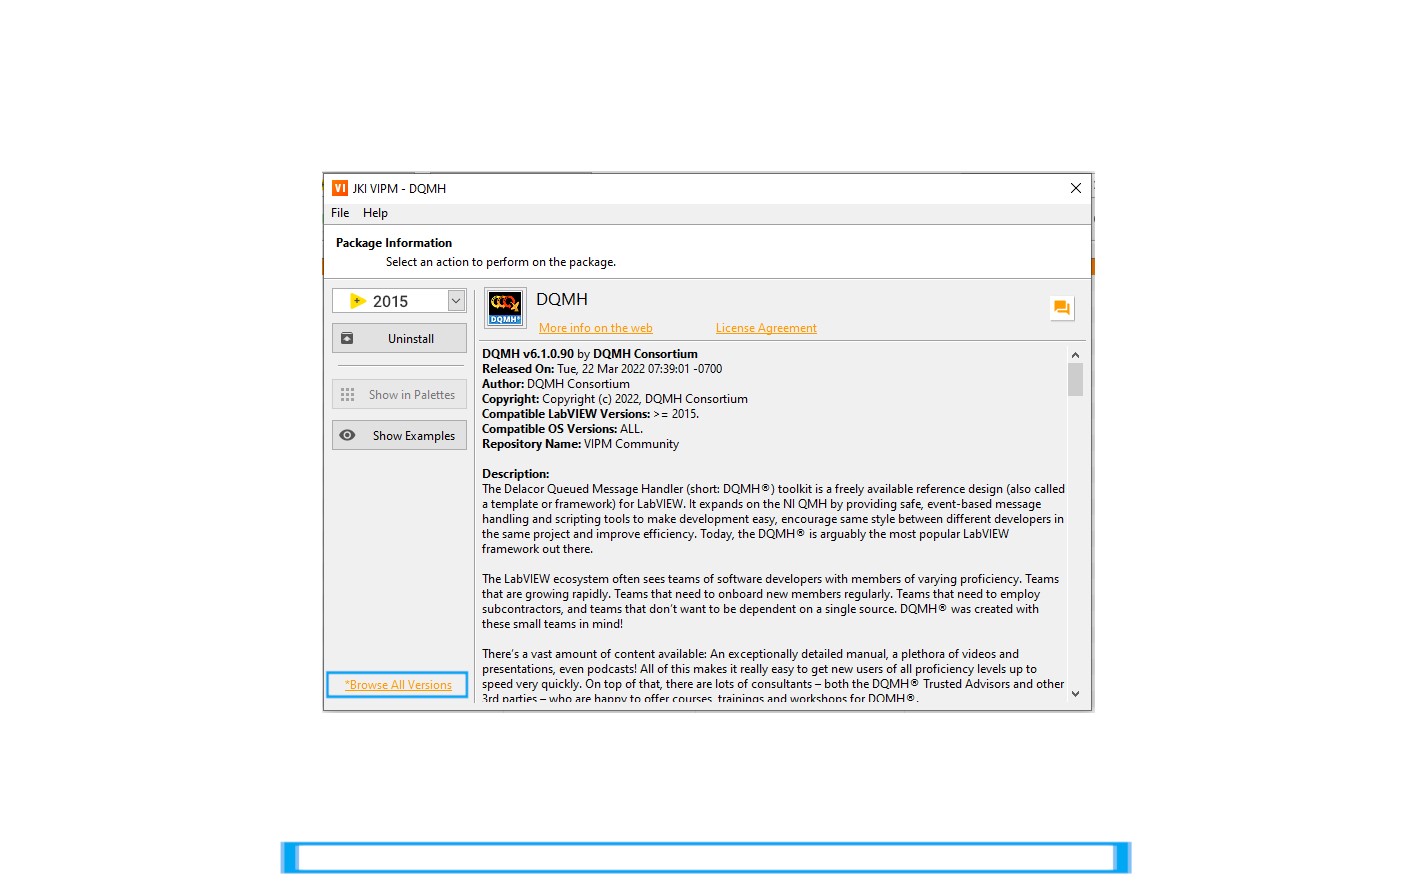 VI JKI VIPM - DQMH
File Help
Package Information
Select an action to perform on the package.
2015
Uninstall
Show in Palettes
Show Examples
*Browse All Versions
DQMH
DQMH®
More info on the web License Agreement
DQMH v6.1.0.90 by DQMH Consortium
Released On: Tue, 22 Mar 2022 07:39:01 -0700
Author: DQMH Consortium
Copyright: Copyright (c) 2022, DQMH Consortium
Compatible LabVIEW Versions: >= 2015.
Compatible OS Versions: ALL.
Repository Name: VIPM Community
Description:
The Delacor Queued Message Handler (short: DQMH®) toolkit is a freely available reference design (also called
a template or framework) for LabVIEW. It expands on the NI QMH by providing safe, event-based message
handling and scripting tools to make development easy, encourage same style between different developers in
the same project and improve efficiency. Today, the DQMH® is arguably the most popular LabVIEW
framework out there.
The LabVIEW ecosystem often sees teams of software developers with members of varying proficiency. Teams
that are growing rapidly. Teams that need to onboard new members regularly. Teams that need to employ
subcontractors, and teams that don't want to be dependent on a single source. DQMH® was created with
these small teams in mind!
There's a vast amount of content available: An exceptionally detailed manual, a plethora of videos and
presentations, even podcasts! All of this makes it really easy to get new users of all proficiency levels up to
speed very quickly. On top of that, there are lots of consultants – both the DQMH® Trusted Advisors and other
3rd parties – who are happy to offer courses, trainings and workshops for DQMH®.